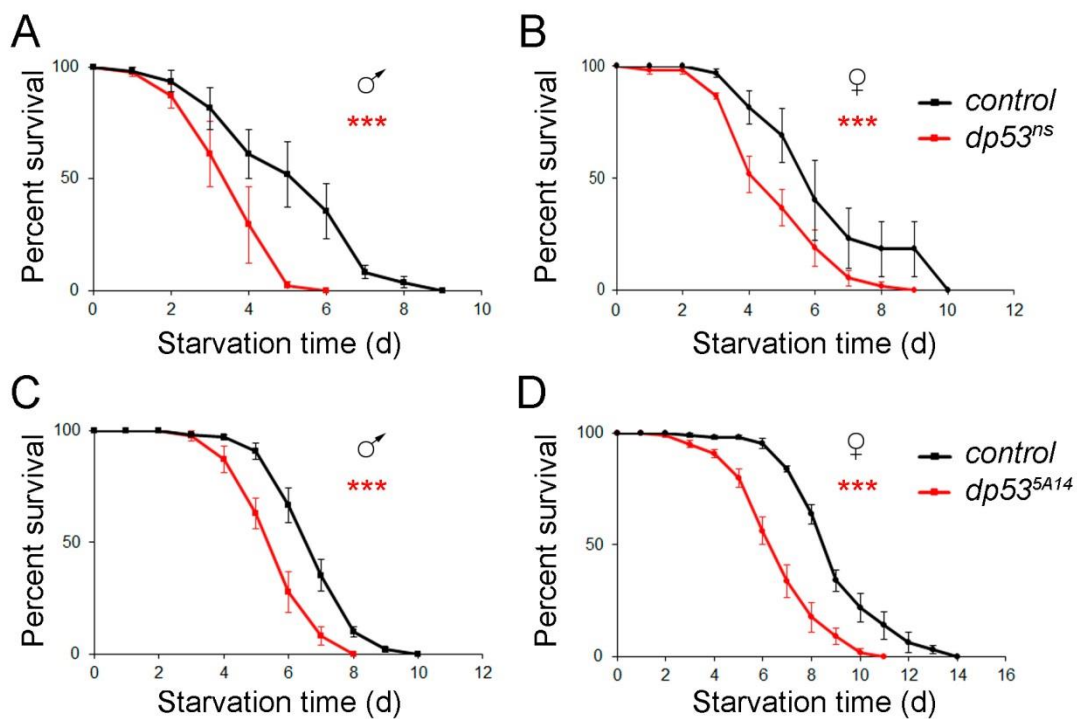 A
Percent survival
100
50
0
0 2 4 6 8 10
Starvation time (d)
♂
***
B
Percent survival
100
50
0
0 2 4 6 8 10 12
Starvation time (d)
♀
***
control
dp53ns
C
Percent survival
100
50
0
0 2 4 6 8 10 12
Starvation time (d)
♂
***
D
Percent survival
100
50
0
0 2 4 6 8 10 12 14 16
Starvation time (d)
♀
***
control
dp535A14